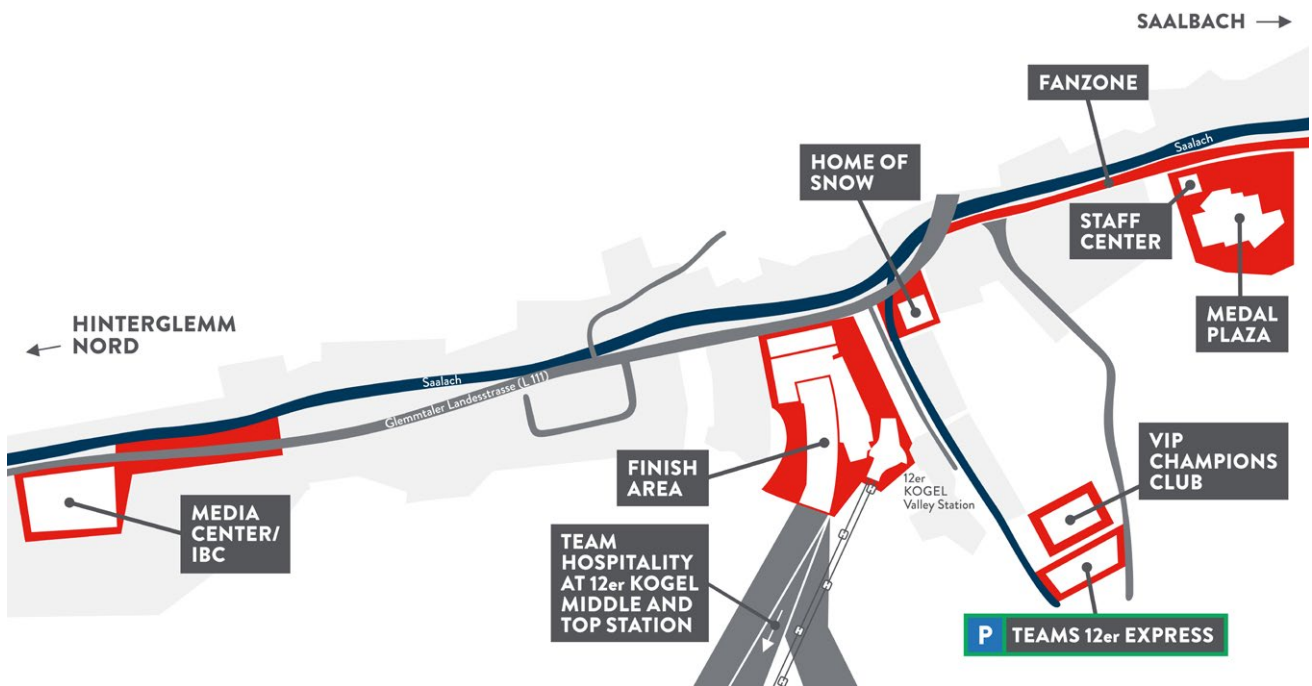 SAALBACH
FANZONE
Saalach
HOME OF
SNOW
STAFF
CENTER
MEDAL
PLAZA
HINTERGLEMM
NORD
Saalach
Glemmtaler Landesstrasse (L 111)
FINISH
AREA
12er
KOGEL
Valley Station
VIP
CHAMPIONS
CLUB
MEDIA
CENTER/
IBC
TEAM
HOSPITALITY
AT 12er KOGEL
MIDDLE AND
TOP STATION
P TEAMS 12er EXPRESS